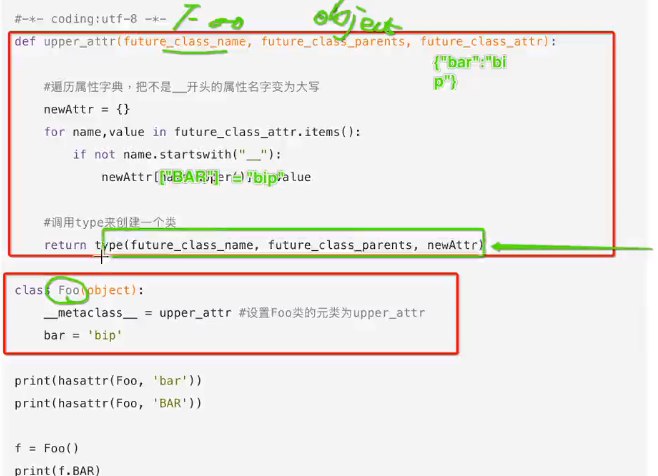 #-*- coding:utf-8 -*-
Foo object
def upper_attr(future_class_name, future_class_parents, future_class_attr):
{"bar":"bi
p"}
#遍历属性字典，把不是__开头的属性名字变为大写
newAttr = {}
for name,value in future_class_attr.items():
if not name.startswith("__"):
["BAR"] = "bip"
newAttr value
#调用type来创建一个类
return type(future_class_name, future_class_parents, newAttr)
class Foo(object):
__metaclass__ = upper_attr #设置Foo类的元类为upper_attr
bar = 'bip'
print(hasattr(Foo, 'bar'))
print(hasattr(Foo, 'BAR'))
f = Foo()
print(f.BAR)